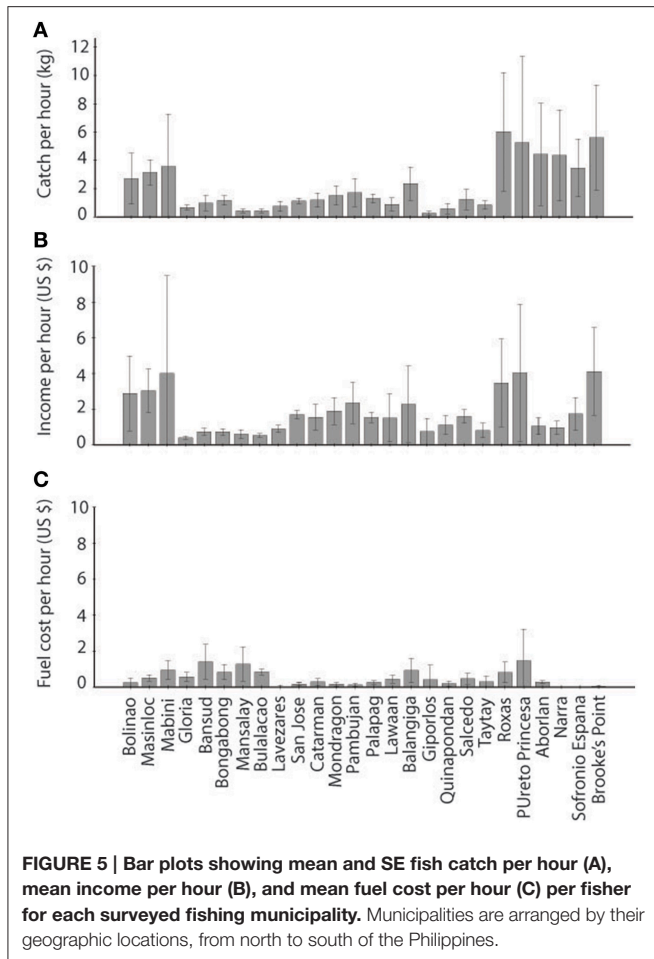 A
Catch per hour (kg)
12
10
8
6
4
2
0
B
Income per hour (US $)
10
8
6
4
2
0
C
Fuel cost per hour (US $)
10
8
6
4
2
0
Bolinao
Masinloc
Mabini
Gloria
Bansud
Bongabong
Mansalay
Bulalacao
Lavezares
San Jose
Catarman
Mondragon
Pambujan
Palapag
Lawaan
Balangiga
Giporlos
Quinapondan
Salcedo
Taytay
Roxas
PUreto Princesa
Aborlan
Narra
Sofronio Espana
Brooke's Point
FIGURE 5 | Bar plots showing mean and SE fish catch per hour (A),
mean income per hour (B), and mean fuel cost per hour (C) per fisher
for each surveyed fishing municipality. Municipalities are arranged by their
geographic locations, from north to south of the Philippines.